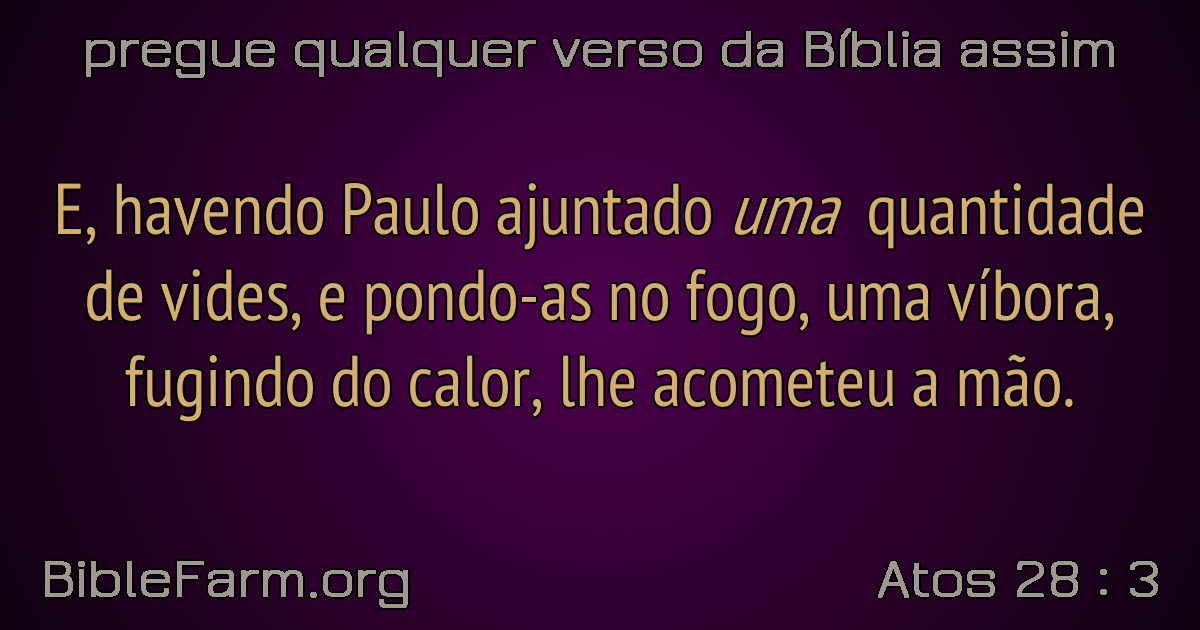 pregue qualquer verso da Bíblia assim
E, havendo Paulo ajuntado uma quantidade
de vides, e pondo-as no fogo, uma víbora,
fugindo do calor, lhe acometeu a mão.
BibleFarm.org
Atos 28 : 3